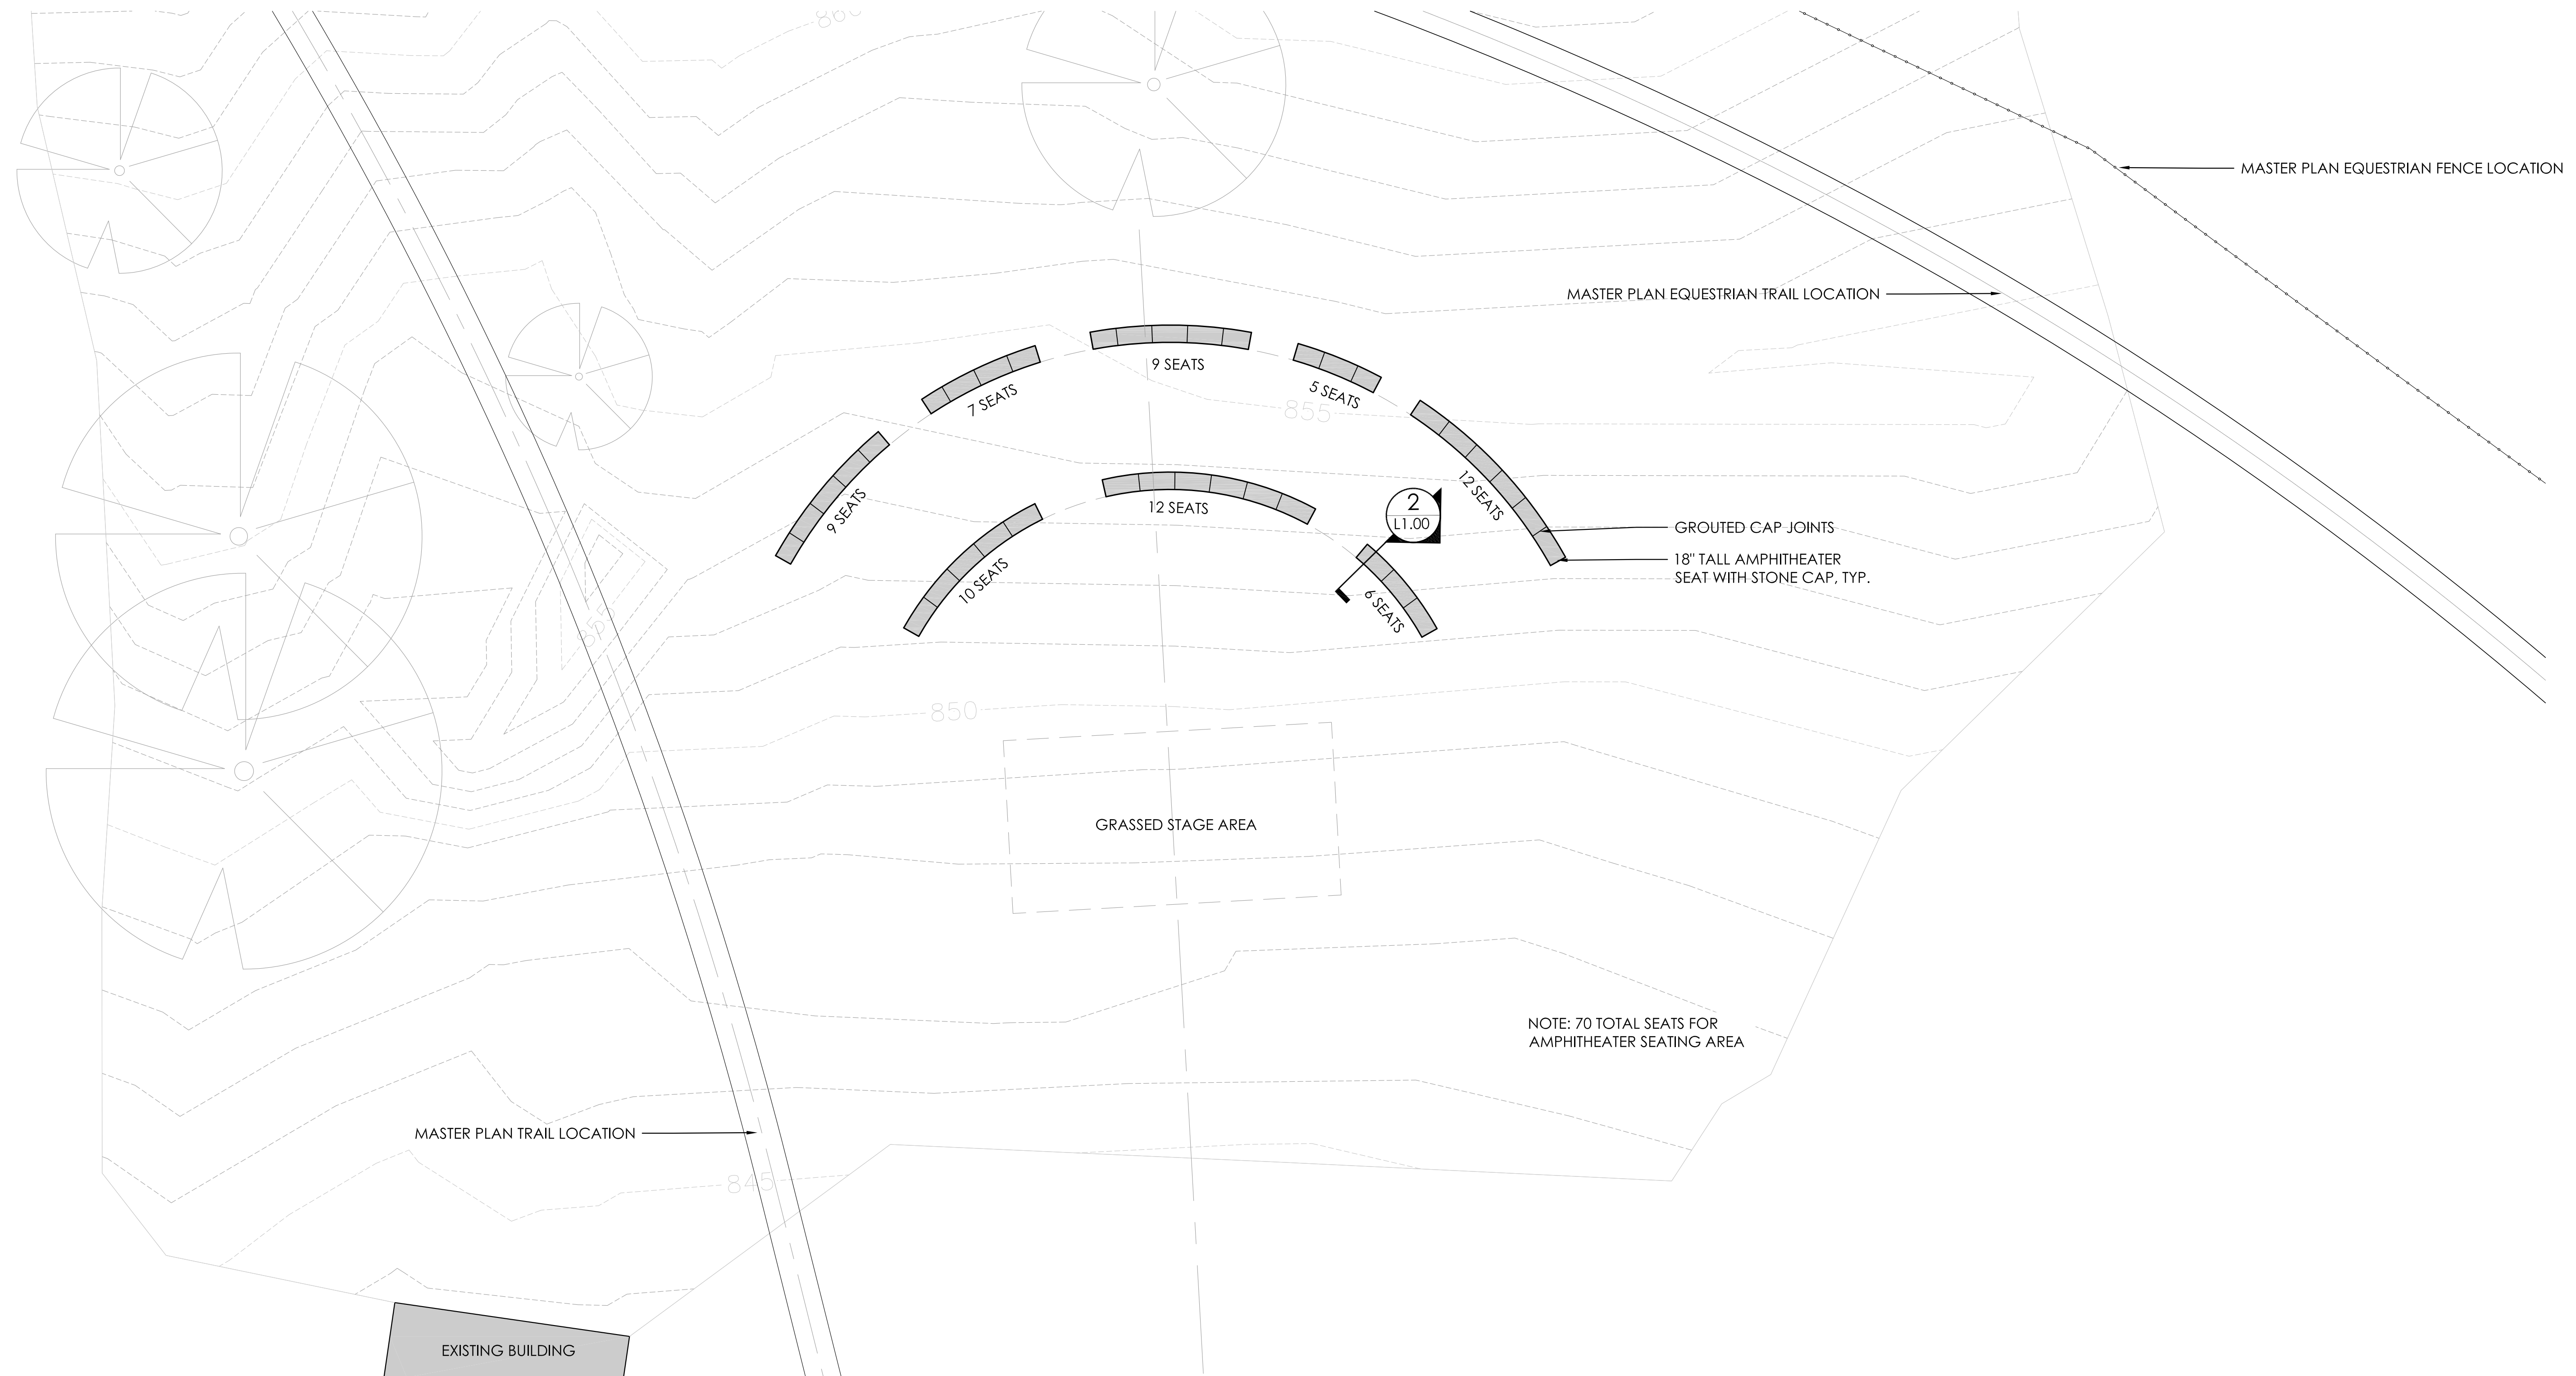 860
MASTER PLAN EQUESTRIAN FENCE LOCATION
MASTER PLAN EQUESTRIAN TRAIL LOCATION
9 SEATS
7 SEATS
5 SEATS
855
9 SEATS
12 SEATS
12 SEATS
2
L1.00
10 SEATS
6 SEATS
GROUTED CAP JOINTS
18" TALL AMPHITHEATER
SEAT WITH STONE CAP, TYP.
850
GRASSED STAGE AREA
NOTE: 70 TOTAL SEATS FOR
AMPHITHEATER SEATING AREA
MASTER PLAN TRAIL LOCATION
845
EXISTING BUILDING